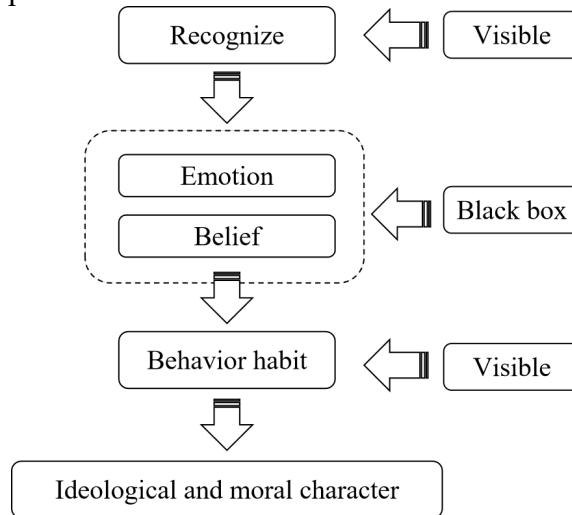 Recognize
Visible
Emotion
Belief
Black box
Behavior habit
Visible
Ideological and moral character